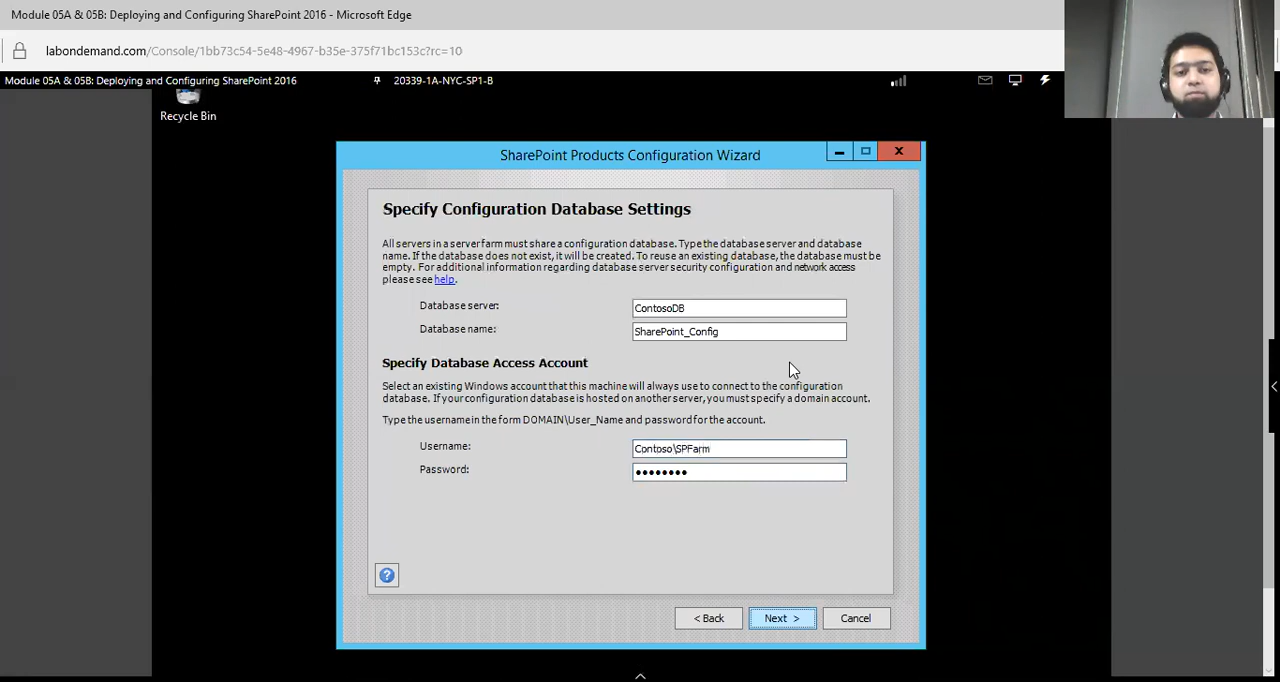 Module 05A & 05B: Deploying and Configuring SharePoint 2016 - Microsoft Edge
labondemand.com/Console/1bb73c54-5e48-4967-b35e-375f71bc153c?rc=10
Module 05A & 05B: Deploying and Configuring SharePoint 2016
20339-1A-NYC-SP1-B
Recycle Bin
SharePoint Products Configuration Wizard
Specify Configuration Database Settings
All servers in a server farm must share a configuration database. Type the database server and database
name. If the database does not exist, it will be created. To reuse an existing database, the database must be
empty. For additional information regarding database server security configuration and network access
please see help.
Database server:
ContosoDB
Database name:
SharePoint_Config
Specify Database Access Account
Select an existing Windows account that this machine will always use to connect to the configuration
database. If your configuration database is hosted on another server, you must specify a domain account.
Type the username in the form DOMAIN\User_Name and password for the account.
Username:
Contoso\SPFarm
Password:
●●●●●●●●
?
< Back
Next >
Cancel